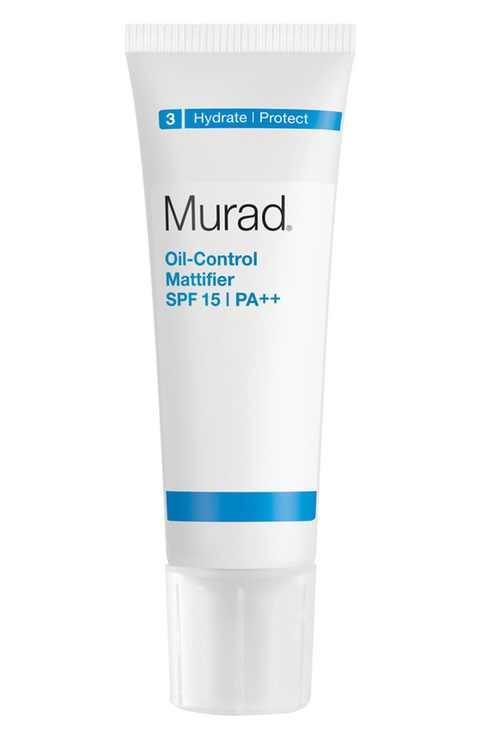 3 Hydrate | Protect
Murad®
Oil-Control
Mattifier
SPF 15 | PA++